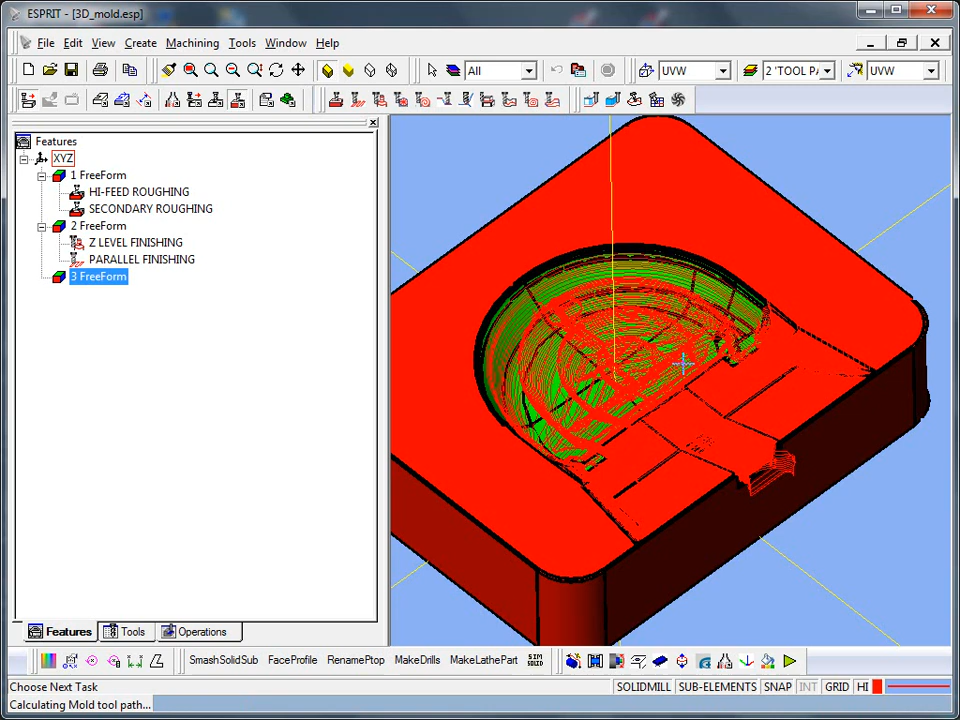 ESPRIT - [3D_mold.esp]
File Edit View Create Machining Tools Window Help
All UVW 2 'TOOL PA UVW
Features
XYZ
1 FreeForm
HI-FEED ROUGHING
SECONDARY ROUGHING
2 FreeForm
Z LEVEL FINISHING
PARALLEL FINISHING
3 FreeForm
Features Tools Operations
SmashSolidSub FaceProfile RenamePtop MakeDrills MakeLathePart SIM SOLID
Choose Next Task SOLIDMILL SUB-ELEMENTS SNAP INT GRID HI
Calculating Mold tool path...